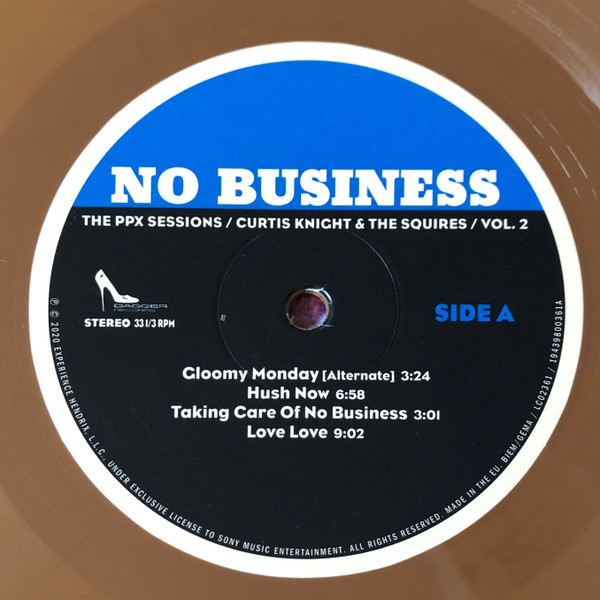 NO BUSINESS
THE PPX SESSIONS / CURTIS KNIGHT & THE SQUIRES / VOL. 2
DAGGER
RECORDS
STEREO 33 1/3 RPM
SIDE A
Gloomy Monday [Alternate] 3:24
Hush Now 6:58
Taking Care Of No Business 3:01
Love Love 9:02
℗ © 2020 EXPERIENCE HENDRIX, L.L.C., UNDER EXCLUSIVE LICENSE TO SONY MUSIC ENTERTAINMENT. ALL RIGHTS RESERVED. MADE IN THE EU. BIEM/GEMA / LC02361 / 19439800361A